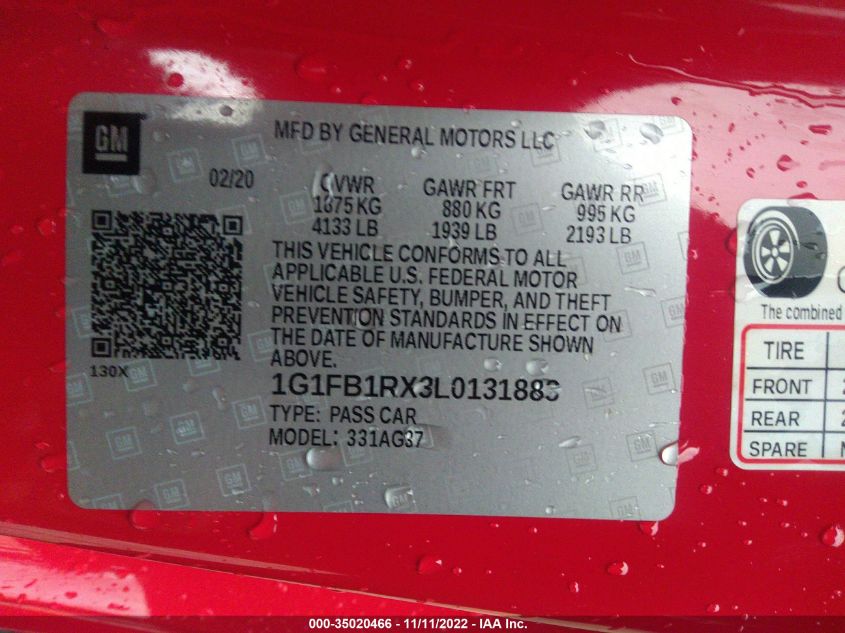 GM
MFD BY GENERAL MOTORS LLC
02/20 GVWR GAWR FRT GAWR RR
1875 KG 880 KG 995 KG
4133 LB 1939 LB 2193 LB
THIS VEHICLE CONFORMS TO ALL
APPLICABLE U.S. FEDERAL MOTOR
VEHICLE SAFETY, BUMPER, AND THEFT
PREVENTION STANDARDS IN EFFECT ON
THE DATE OF MANUFACTURE SHOWN
ABOVE.
130X
1G1FB1RX3L0131883
TYPE: PASS CAR
MODEL: 331AG37
The combined
TIRE
FRONT
REAR
SPARE
000-35020466 - 11/11/2022 - IAA Inc.